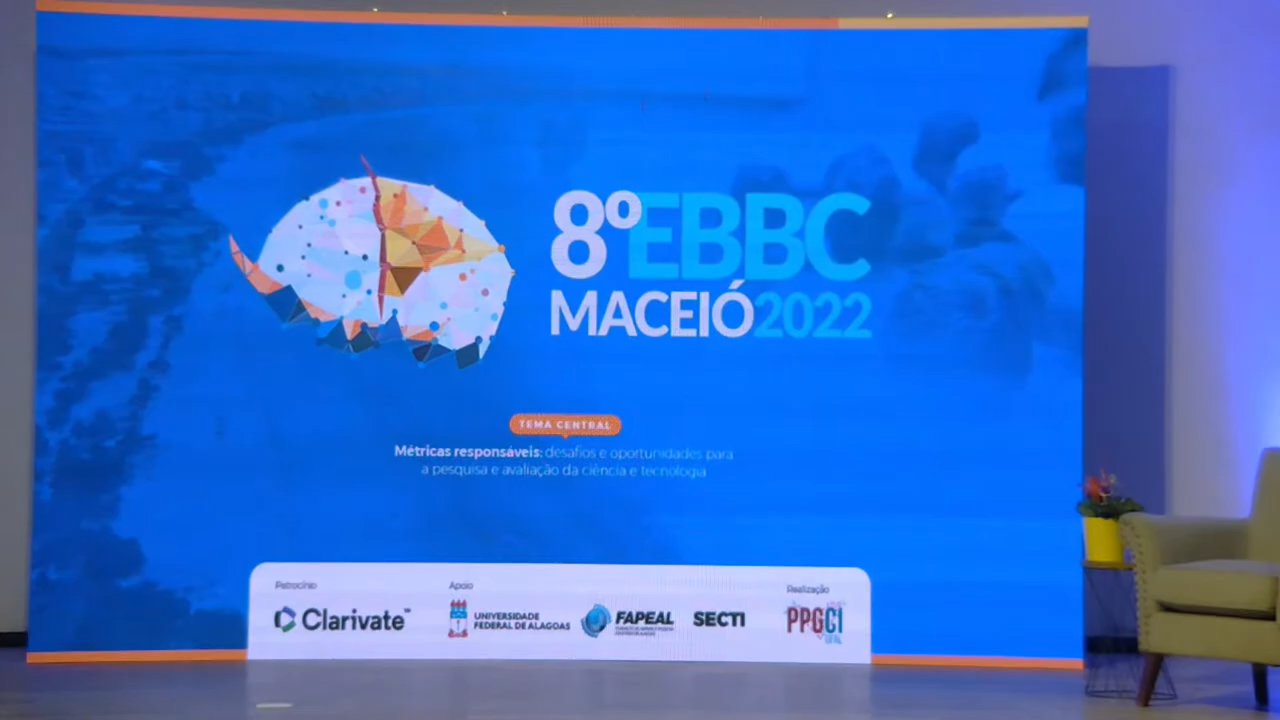 8º EBBC
MACEIÓ 2022
TEMA CENTRAL
Métricas responsáveis: desafios e oportunidades para
a pesquisa e avaliação da ciência e tecnologia
Patrocínio
Apoio
Realização
Clarivate™
UNIVERSIDADE
FEDERAL DE ALAGOAS
FAPEAL
SECTI
PPGCI